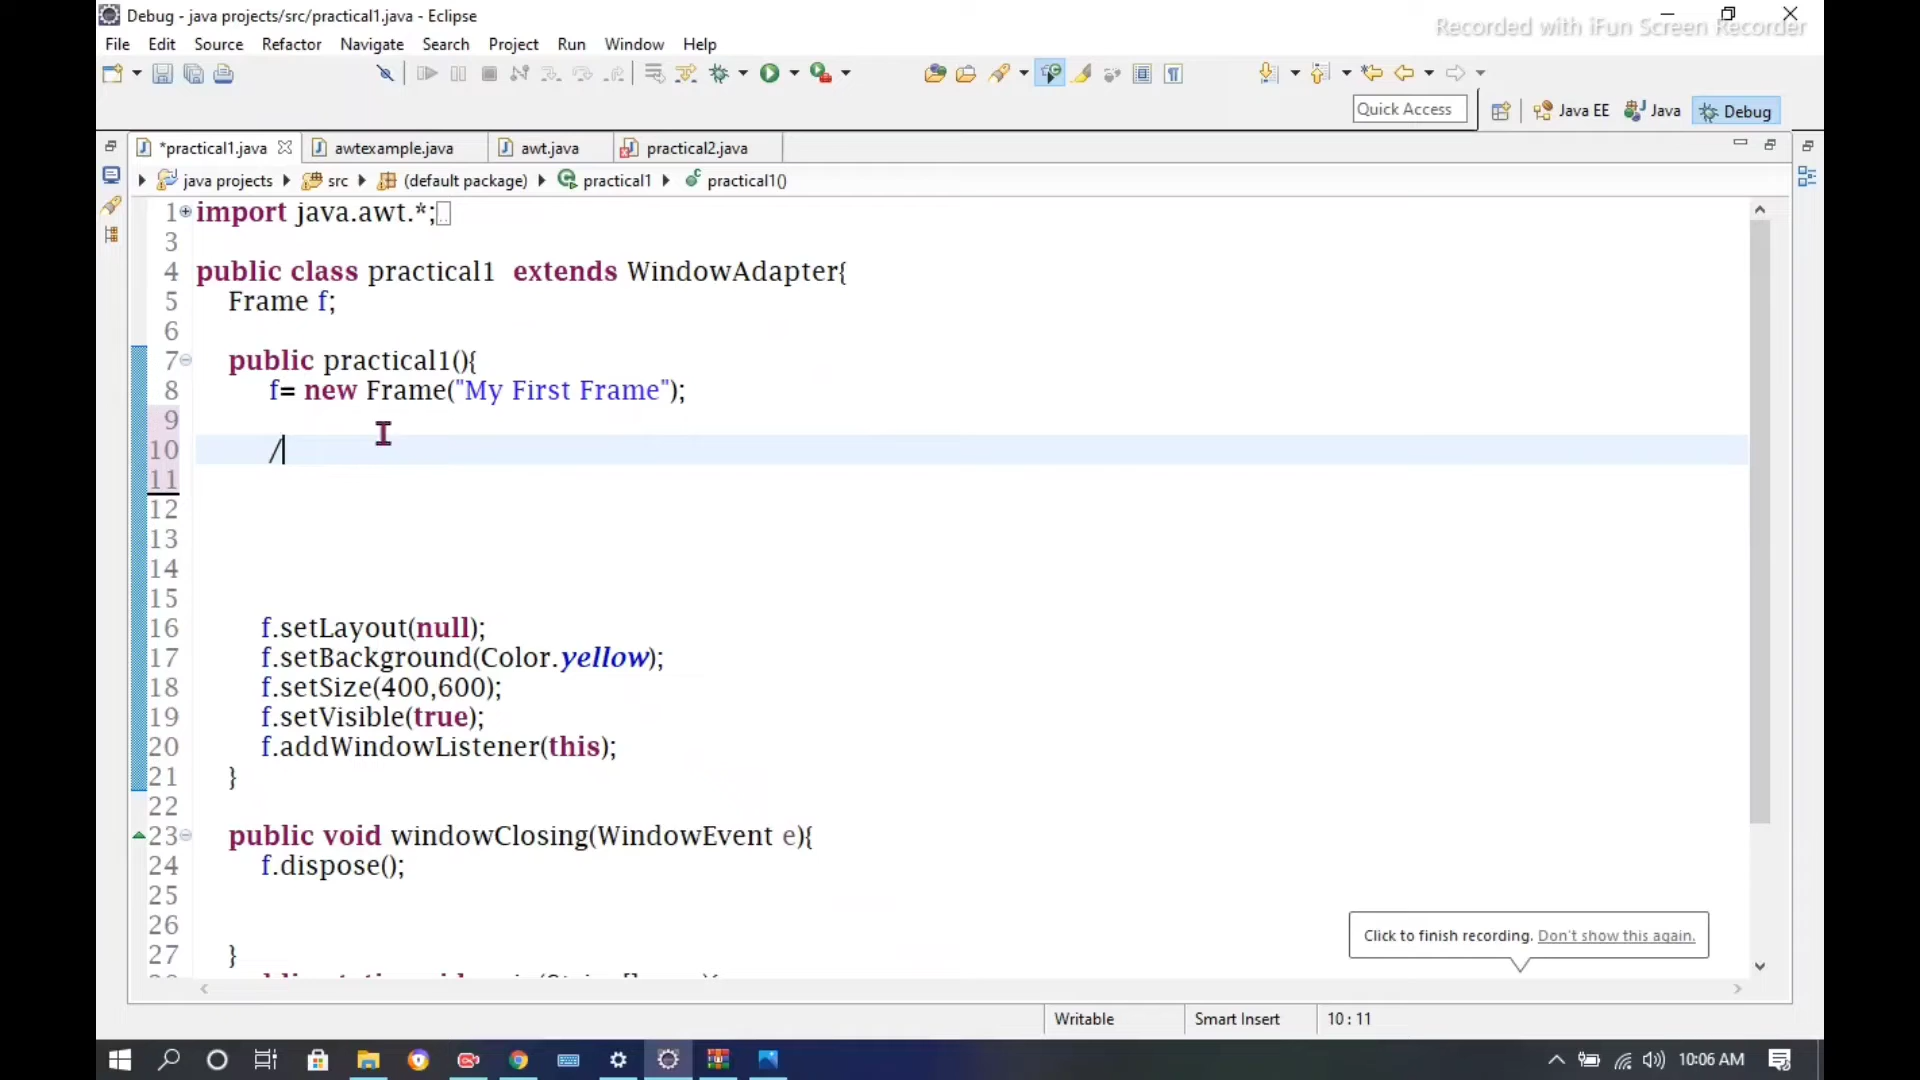 Debug - java projects/src/practical1.java - Eclipse
Recorded with iFun Screen Recorder
File Edit Source Refactor Navigate Search Project Run Window Help
Quick Access
Java EE
Java
Debug
*practical1.java
awtexample.java
awt.java
practical2.java
java projects
src
(default package)
practical1
practical1()
1 import java.awt.*;
3
4 public class practical1 extends WindowAdapter{
5 Frame f;
6
7 public practical1(){
8 f= new Frame("My First Frame");
9
10 /
11
12
13
14
15
16 f.setLayout(null);
17 f.setBackground(Color.yellow);
18 f.setSize(400,600);
19 f.setVisible(true);
20 f.addWindowListener(this);
21 }
22
23 public void windowClosing(WindowEvent e){
24 f.dispose();
25
26
27 }
Click to finish recording. Don't show this again.
Writable
Smart Insert
10 : 11
10:06 AM